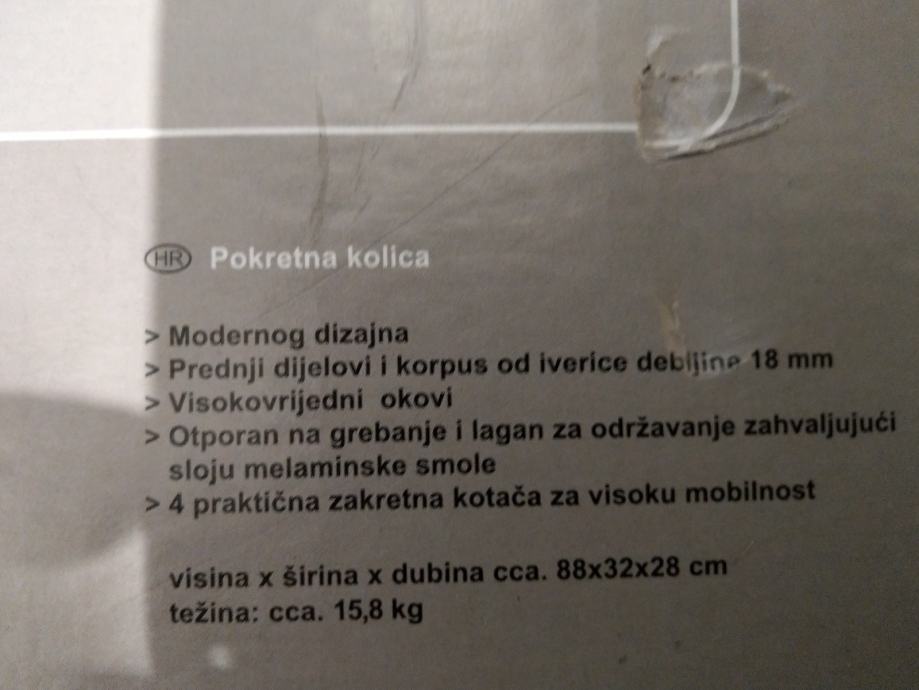 HR Pokretna kolica
> Modernog dizajna
> Prednji dijelovi i korpus od iverice debljine 18 mm
> Visokovrijedni okovi
> Otporan na grebanje i lagan za održavanje zahvaljujući
sloju melaminske smole
> 4 praktična zakretna kotača za visoku mobilnost
visina x širina x dubina cca. 88x32x28 cm
težina: cca. 15,8 kg